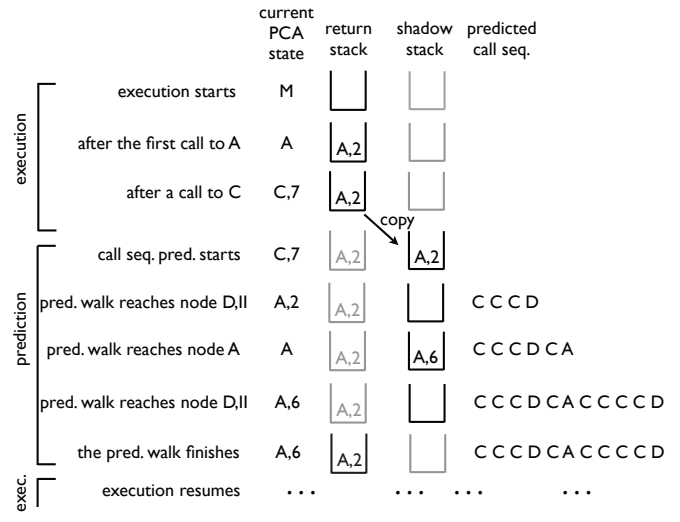 current PCA state return stack shadow stack predicted call seq.
execution
execution starts M
after the first call to A A A,2
after a call to C C,7 A,2
copy
prediction
call seq. pred. starts C,7 A,2 A,2
pred. walk reaches node D,11 A,2 A,2 C C C D
pred. walk reaches node A A A,2 A,6 C C C D C A
pred. walk reaches node D,11 A,6 A,2 C C C D C A C C C C D
the pred. walk finishes A,6 A,2 C C C D C A C C C C D
exec.
execution resumes ... ... ... ...